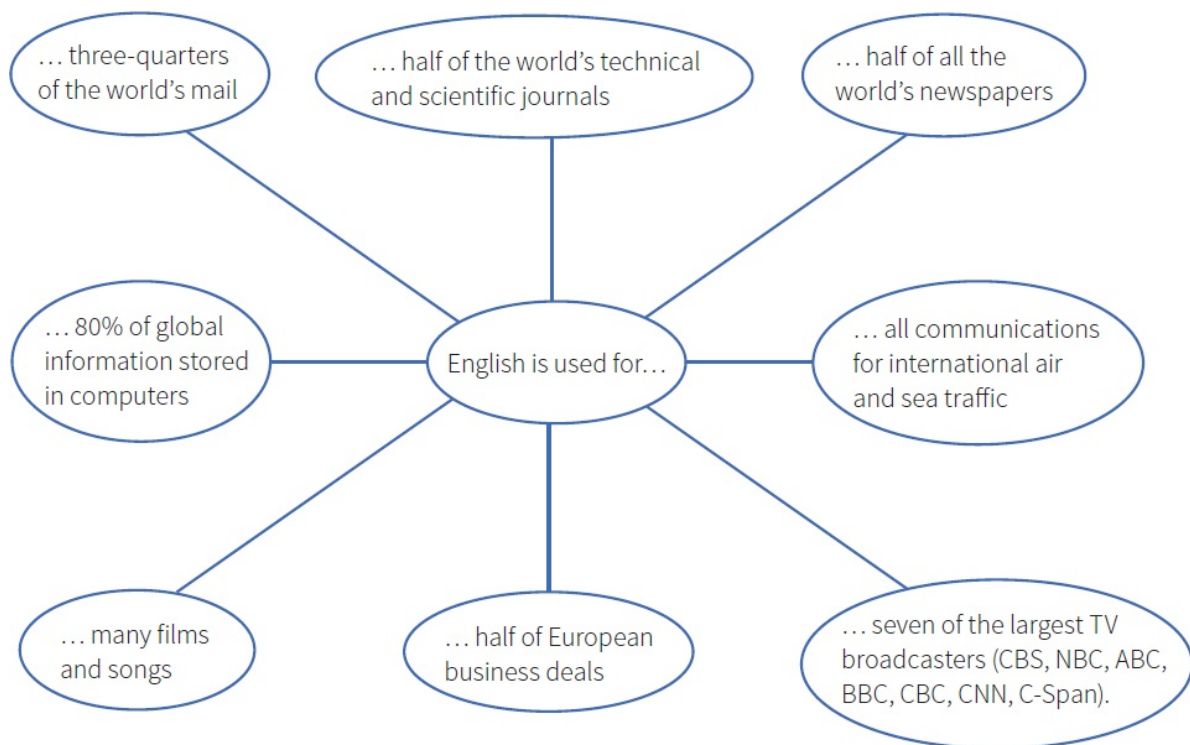 … three-quarters
of the world's mail
… half of the world's technical
and scientific journals
… half of all the
world's newspapers
… 80% of global
information stored
in computers
English is used for…
… all communications
for international air
and sea traffic
… many films
and songs
… half of European
business deals
… seven of the largest TV
broadcasters (CBS, NBC, ABC,
BBC, CBC, CNN, C-Span).